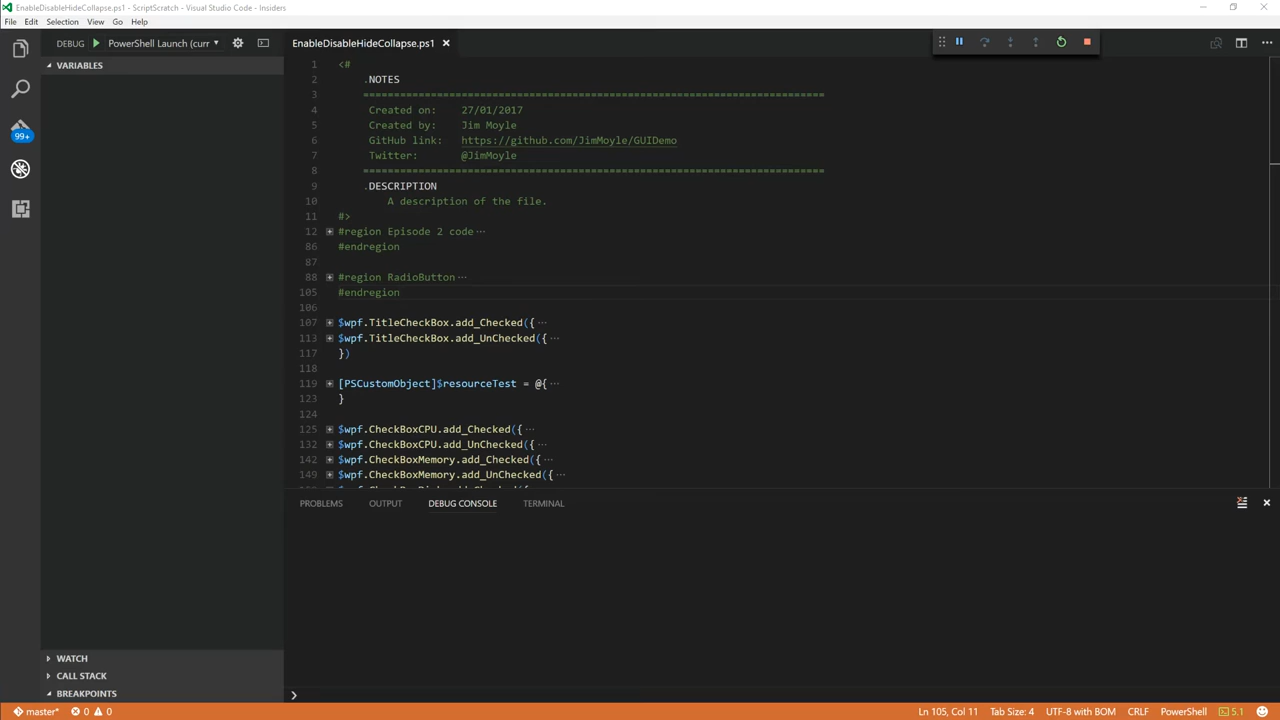 EnableDisableHideCollapse.ps1 - ScriptScratch - Visual Studio Code - Insiders
File Edit Selection View Go Help
DEBUG PowerShell Launch (curr
EnableDisableHideCollapse.ps1
VARIABLES
99+
1 <#
2 .NOTES
3 ===========================================================================
4 Created on: 27/01/2017
5 Created by: Jim Moyle
6 GitHub link: https://github.com/JimMoyle/GUIDemo
7 Twitter: @JimMoyle
8 ===========================================================================
9 .DESCRIPTION
10 A description of the file.
11 #>
12 #region Episode 2 code ...
86 #endregion
87
88 #region RadioButton ...
105 #endregion
106
107 $wpf.TitleCheckBox.add_Checked({ ...
113 $wpf.TitleCheckBox.add_UnChecked({ ...
117 })
118
119 [PSCustomObject]$resourceTest = @{ ...
123 }
124
125 $wpf.CheckBoxCPU.add_Checked({ ...
132 $wpf.CheckBoxCPU.add_UnChecked({ ...
142 $wpf.CheckBoxMemory.add_Checked({ ...
149 $wpf.CheckBoxMemory.add_UnChecked({ ...
PROBLEMS OUTPUT DEBUG CONSOLE TERMINAL
WATCH
CALL STACK
BREAKPOINTS
master* 0 0 Ln 105, Col 11 Tab Size: 4 UTF-8 with BOM CRLF PowerShell 5.1